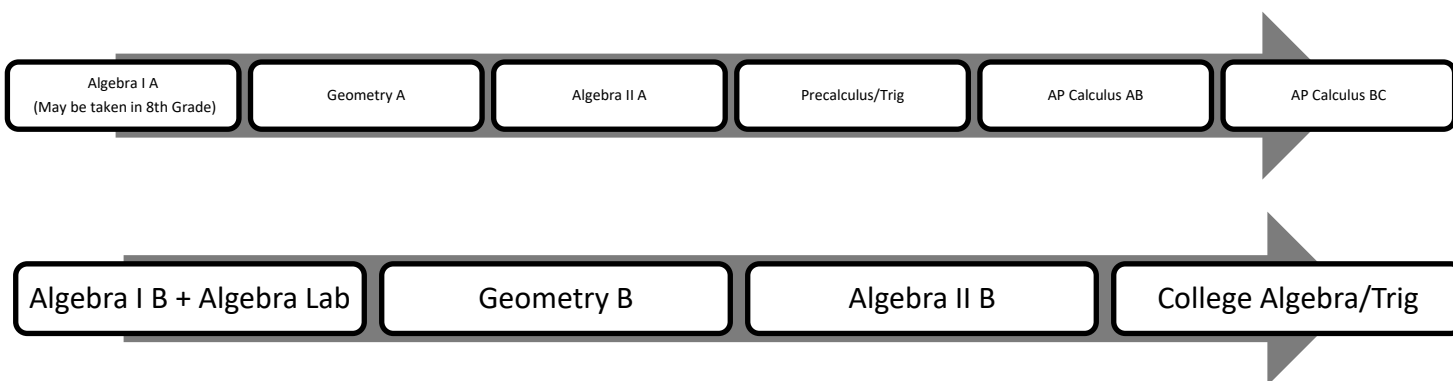 Algebra I A
(May be taken in 8th Grade)
Geometry A
Algebra II A
Precalculus/Trig
AP Calculus AB
AP Calculus BC
Algebra I B + Algebra Lab
Geometry B
Algebra II B
College Algebra/Trig